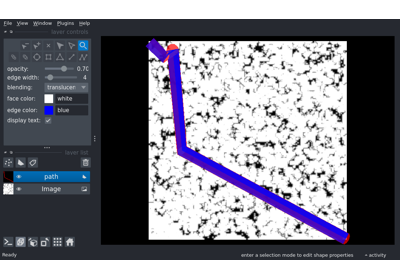 File View Window Plugins Help
layer controls
opacity: 0.70
edge width: 4
blending: translucen
face color: white
edge color: blue
display text:
layer list
path
Image
Ready enter a selection mode to edit shape properties activity